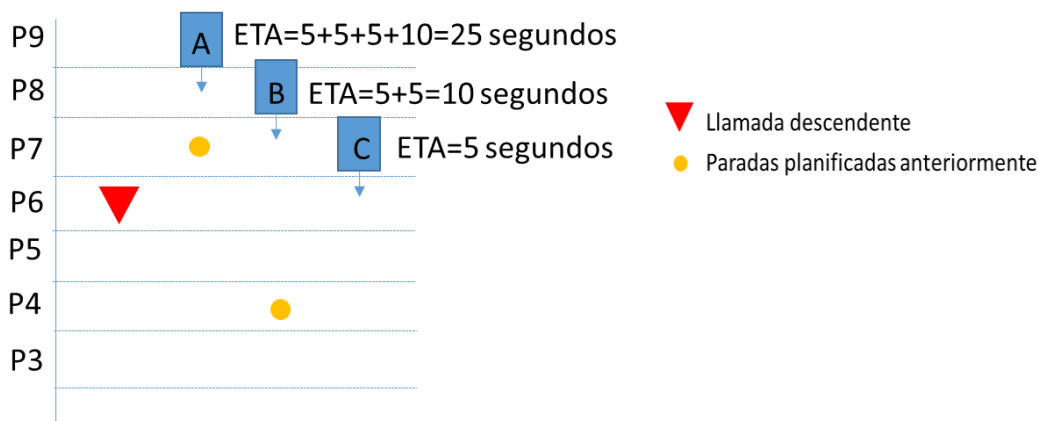 P9
A
ETA=5+5+5+10=25 segundos
P8
B
ETA=5+5=10 segundos
P7
C
ETA=5 segundos
P6
P5
P4
P3
Llamada descendente
Paradas planificadas anteriormente